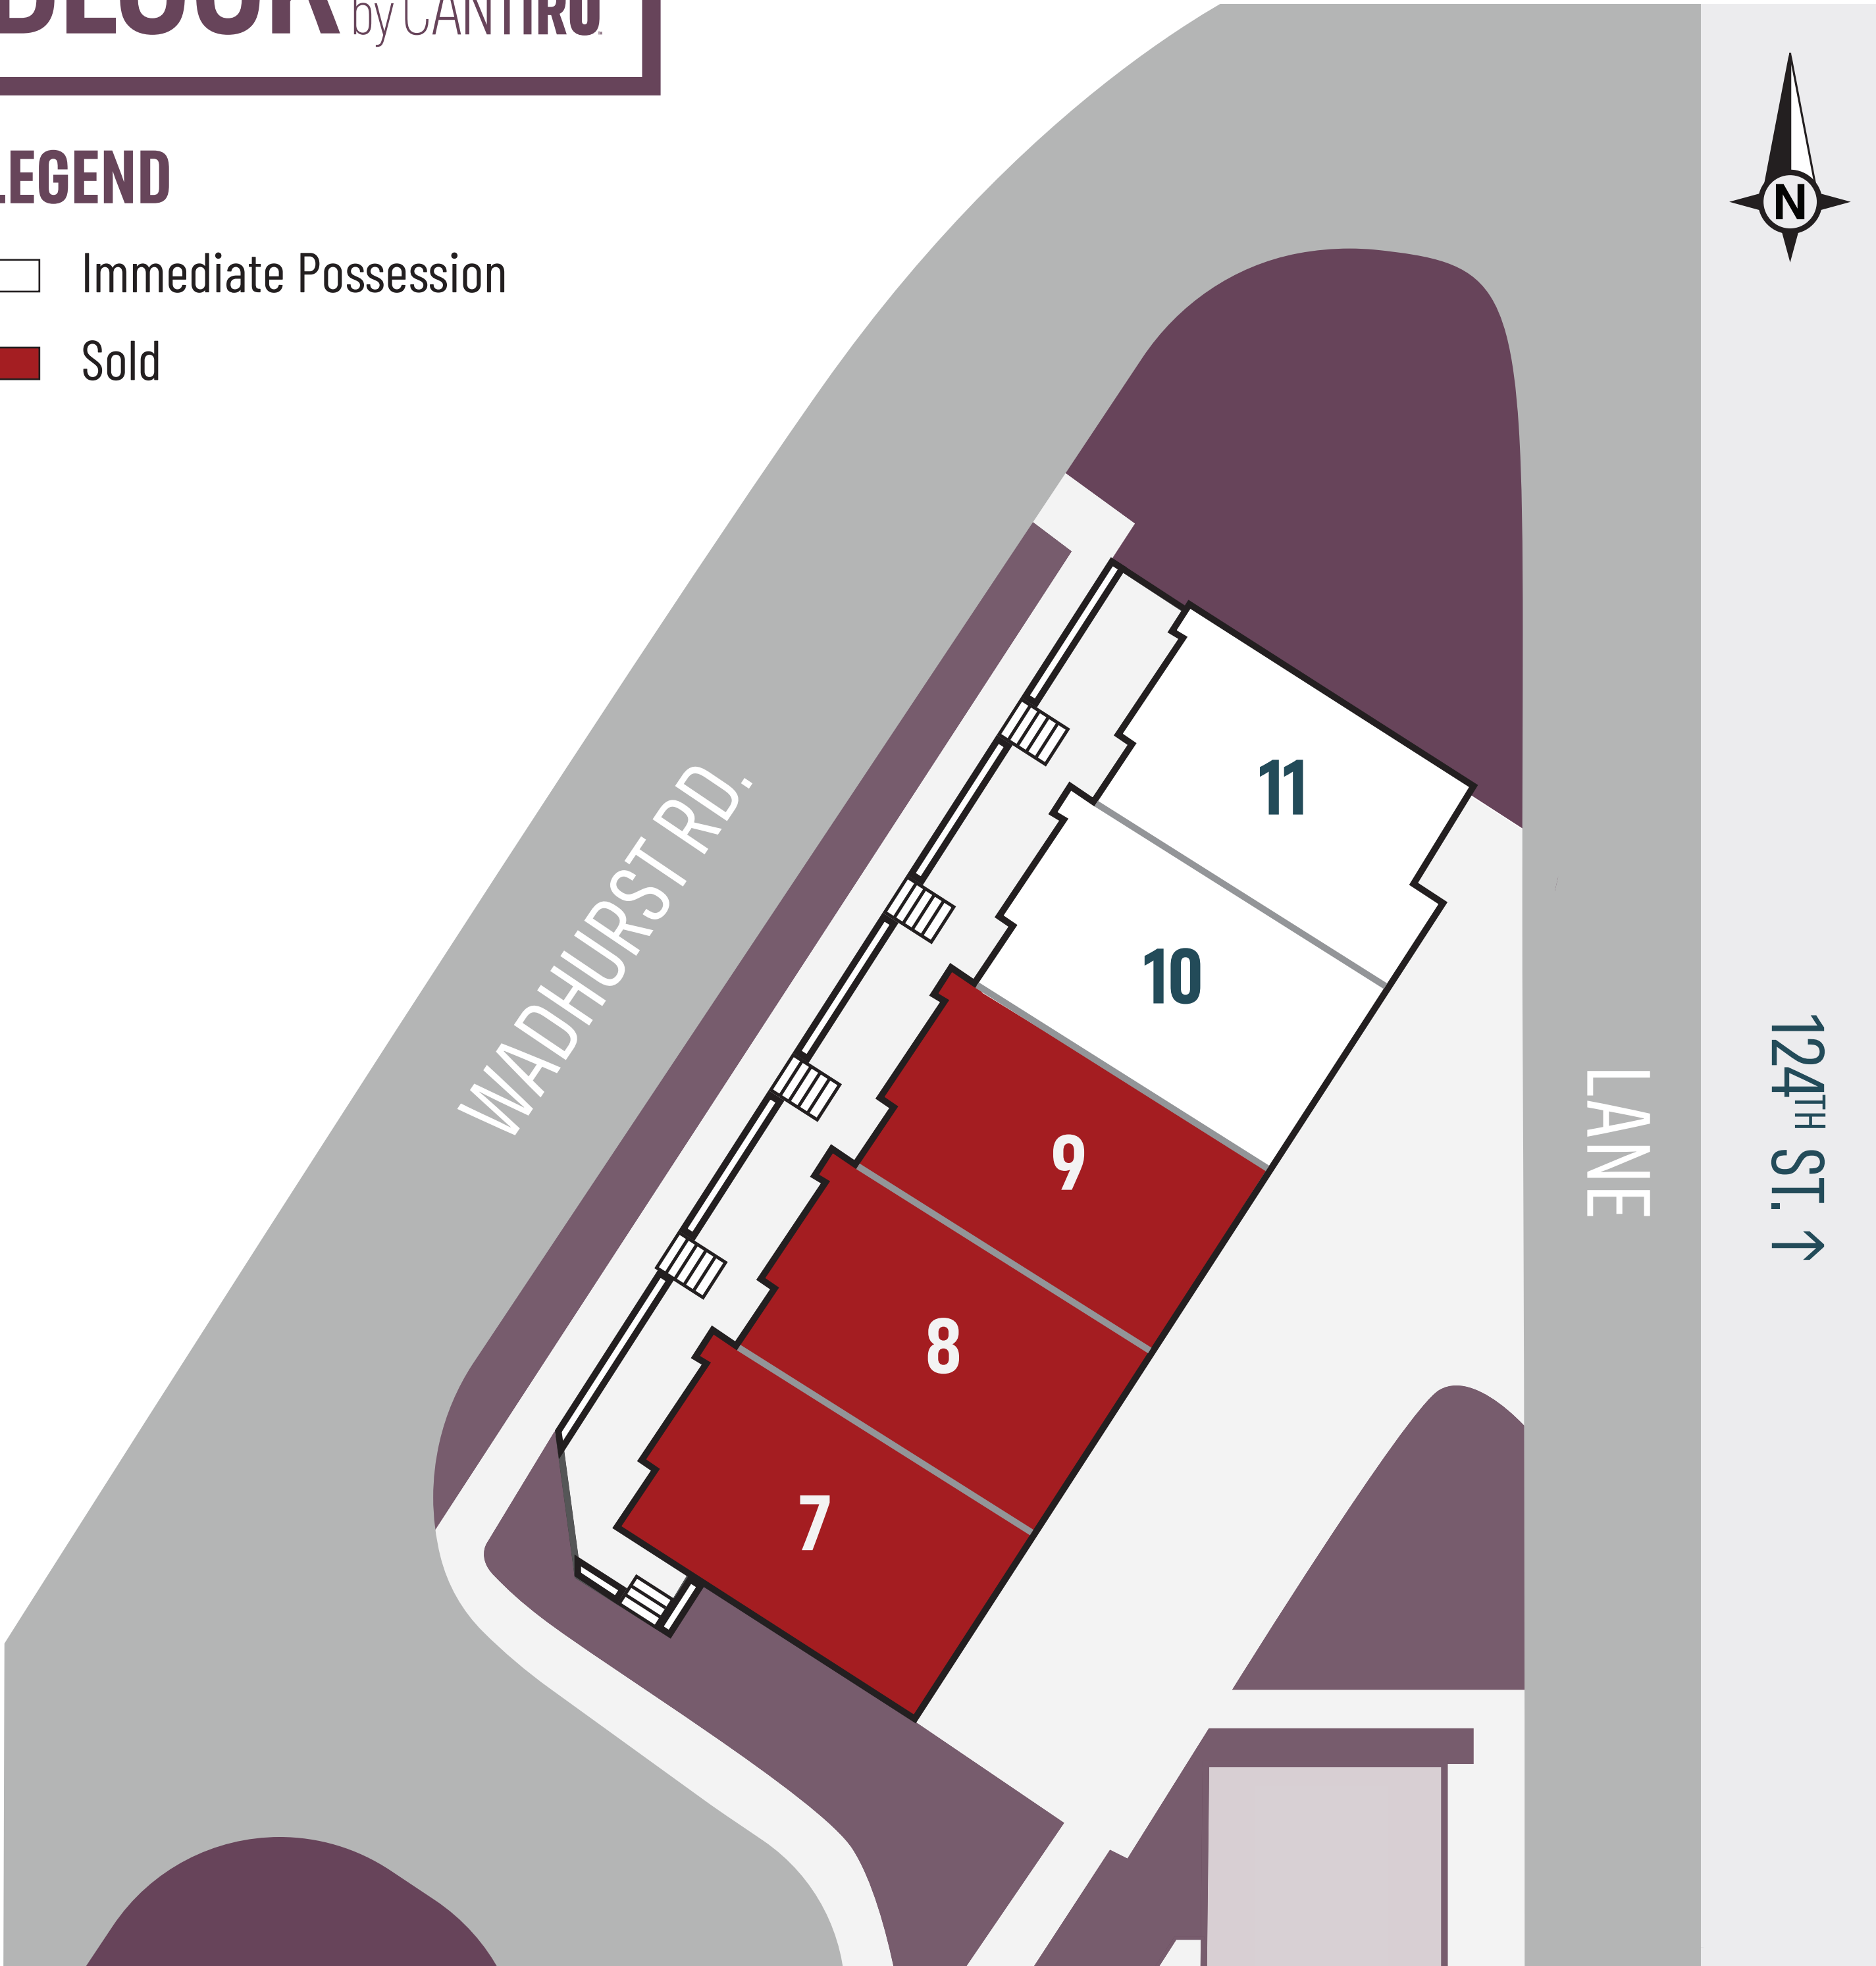 by CANTIRO
LEGEND
Immediate Possession
Sold
N
11
10
9
8
7
WADHURST RD.
LANE
124TH ST. ↑